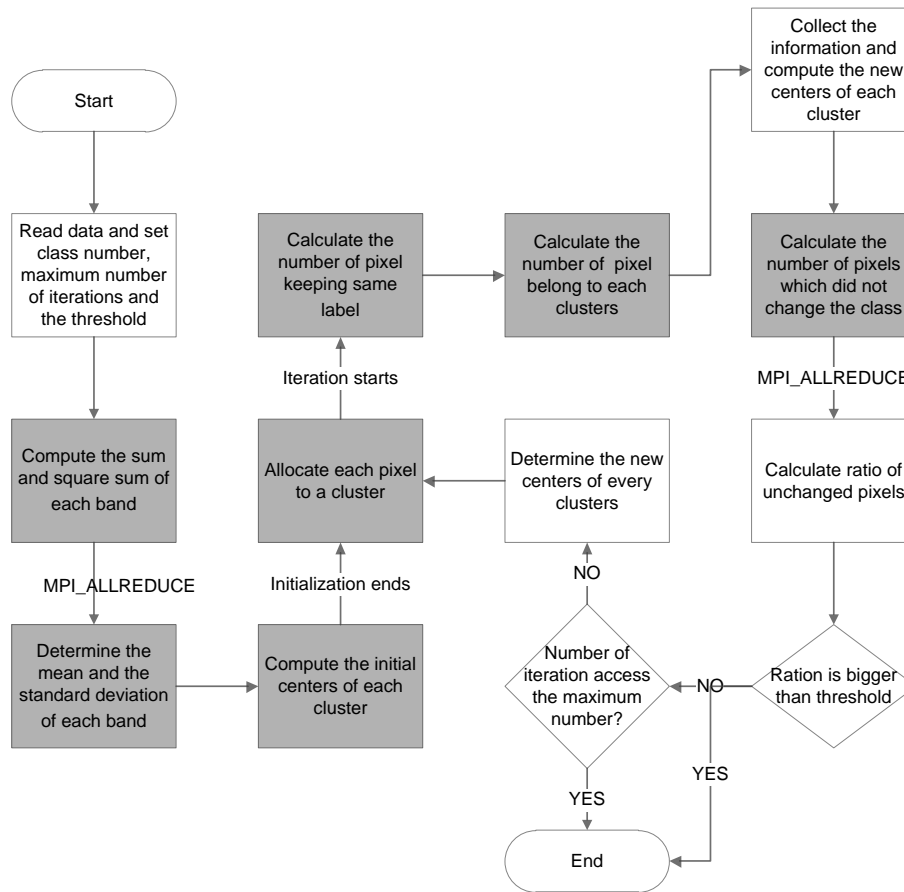 Start
Read data and set
class number,
maximum number
of iterations and
the threshold
Compute the sum
and square sum of
each band
MPI_ALLREDUCE
Determine the
mean and the
standard deviation
of each band
Compute the initial
centers of each
cluster
Initialization ends
Allocate each pixel
to a cluster
Iteration starts
Calculate the
number of pixel
keeping same
label
Calculate the
number of pixel
belong to each
clusters
Collect the
information and
compute the new
centers of each
cluster
Calculate the
number of pixels
which did not
change the class
MPI_ALLREDUCE
Calculate ratio of
unchanged pixels
Ration is bigger
than threshold
NO
YES
Number of
iteration access
the maximum
number?
NO
Determine the new
centers of every
clusters
YES
End